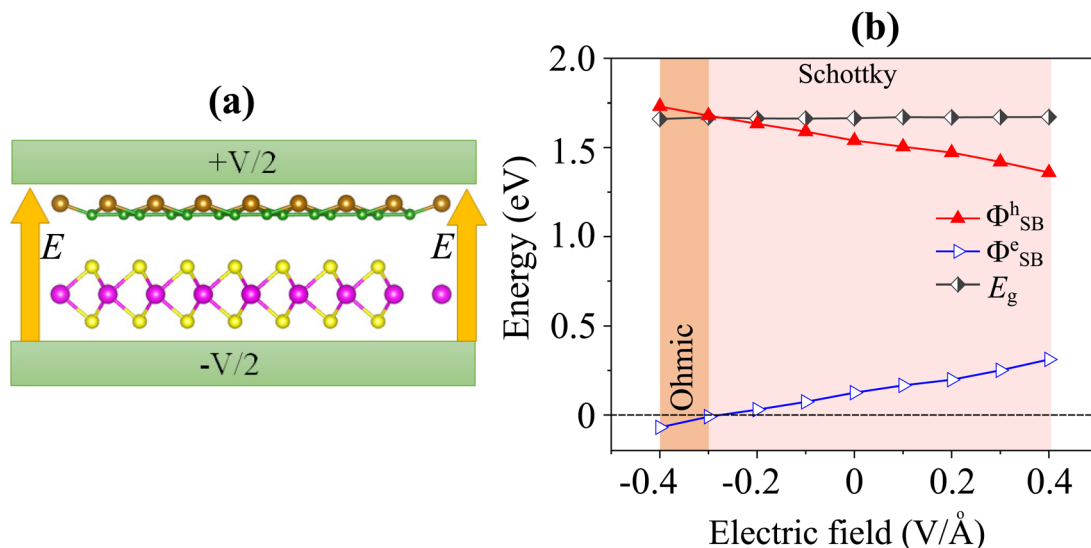 (a)
+V/2
E
E
-V/2
(b)
2.0
1.5
1.0
0.5
0
Energy (eV)
Schottky
Ohmic
Φ^h_SB
Φ^e_SB
E_g
-0.4
-0.2
0
0.2
0.4
Electric field (V/Å)